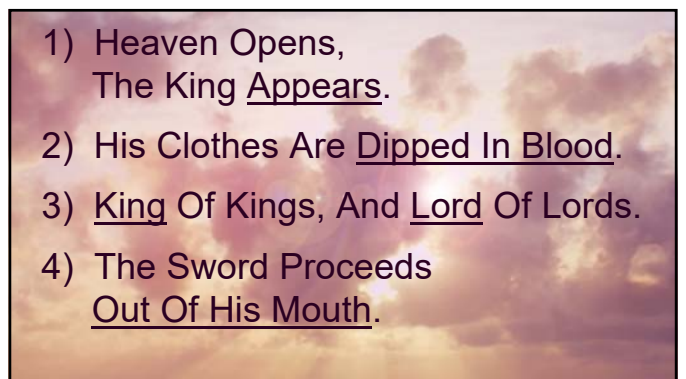 1) Heaven Opens,
The King Appears.
2) His Clothes Are Dipped In Blood.
3) King Of Kings, And Lord Of Lords.
4) The Sword Proceeds
Out Of His Mouth.